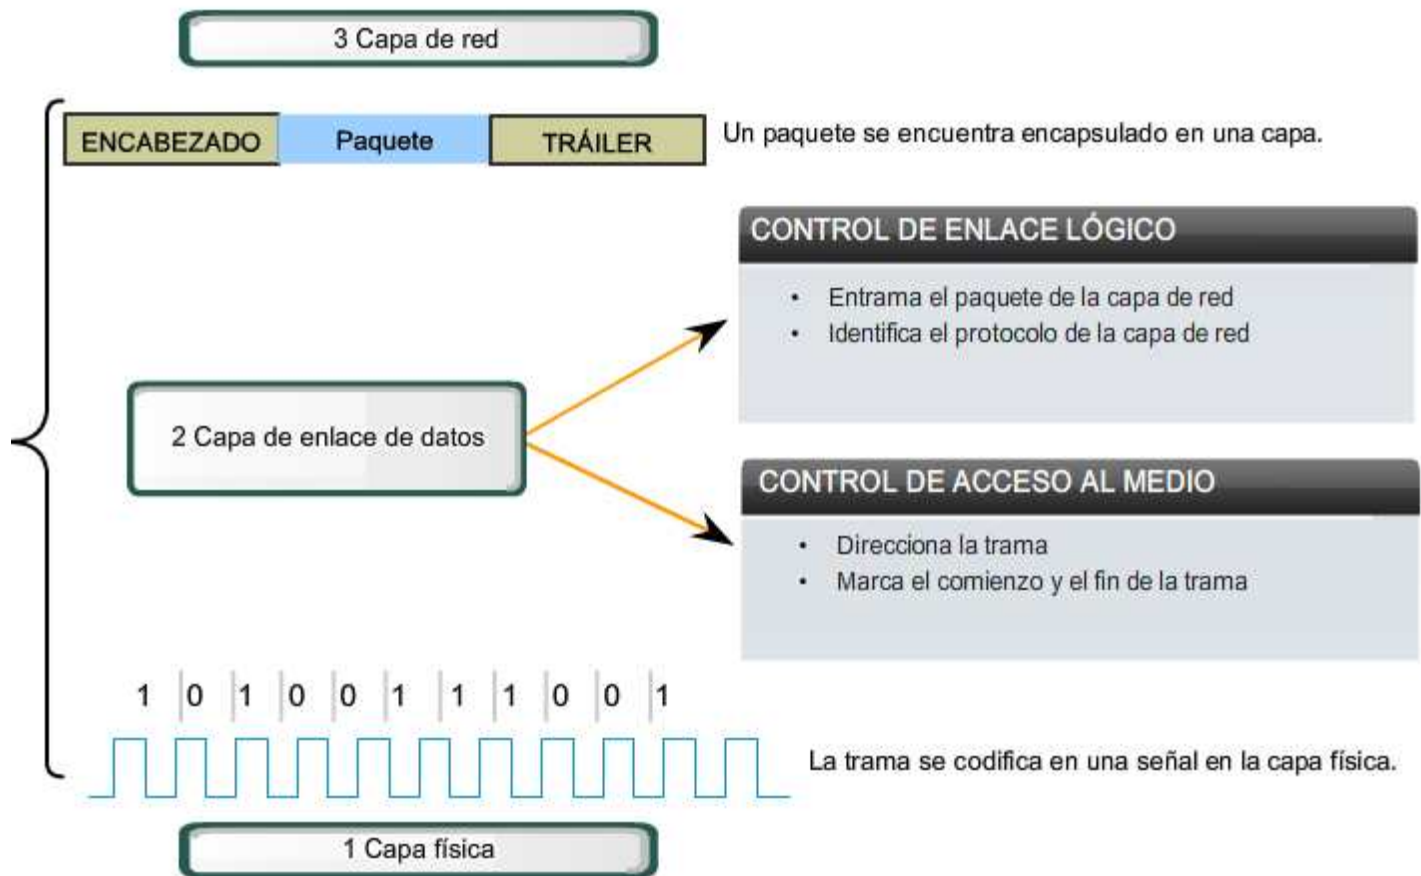 3 Capa de red
ENCABEZADO Paquete TRÁILER
Un paquete se encuentra encapsulado en una capa.
CONTROL DE ENLACE LÓGICO
• Entrama el paquete de la capa de red
• Identifica el protocolo de la capa de red
2 Capa de enlace de datos
CONTROL DE ACCESO AL MEDIO
• Direcciona la trama
• Marca el comienzo y el fin de la trama
1 0 1 0 0 1 1 1 0 0 1
La trama se codifica en una señal en la capa física.
1 Capa física